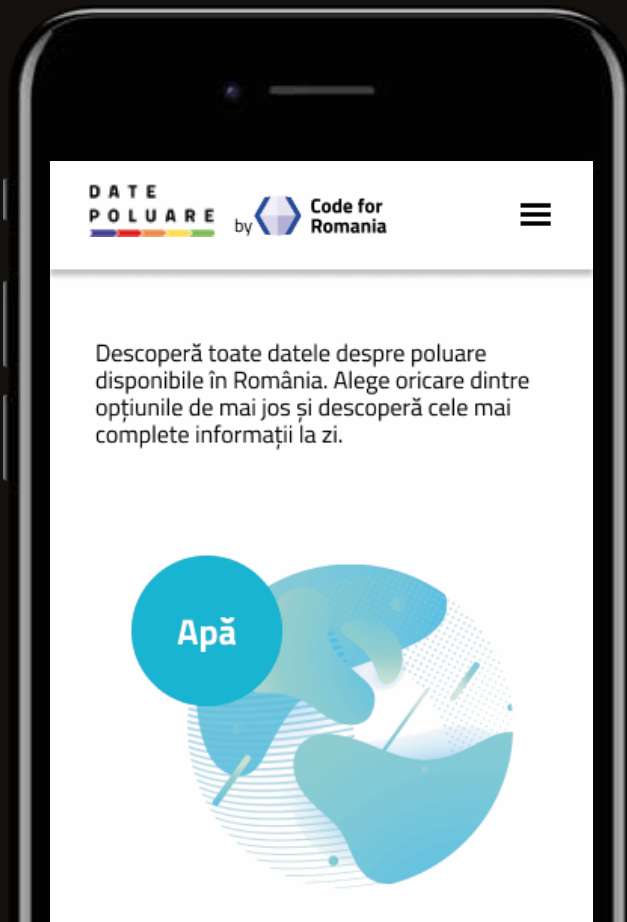 DATE
POLUARE
by
Code for
Romania
Descoperă toate datele despre poluare
disponibile în România. Alege oricare dintre
opțiunile de mai jos și descoperă cele mai
complete informații la zi.
Apă